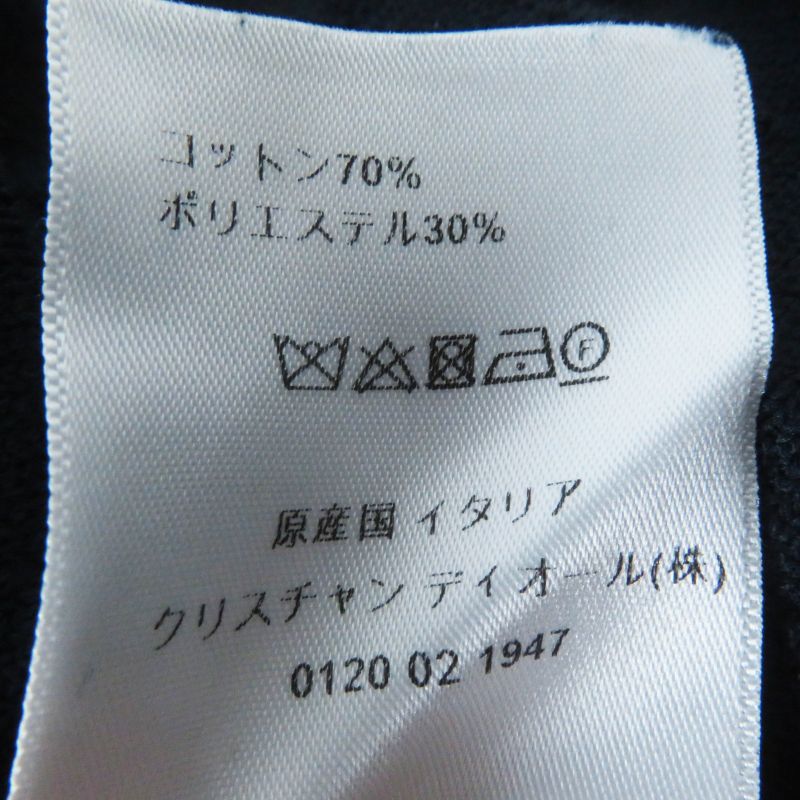 コットン70%
ポリエステル30%
F
原産国 イタリア
クリスチャン ディオール(株)
0120 02 1947